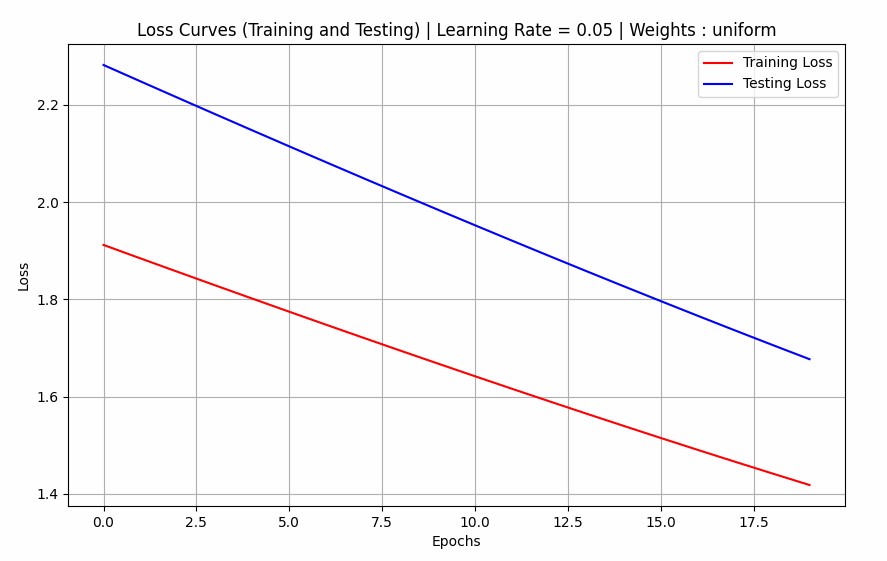 Loss Curves (Training and Testing) | Learning Rate = 0.05 | Weights : uniform
Training Loss
Testing Loss
2.2
2.0
1.8
1.6
1.4
Loss
0.0 2.5 5.0 7.5 10.0 12.5 15.0 17.5
Epochs